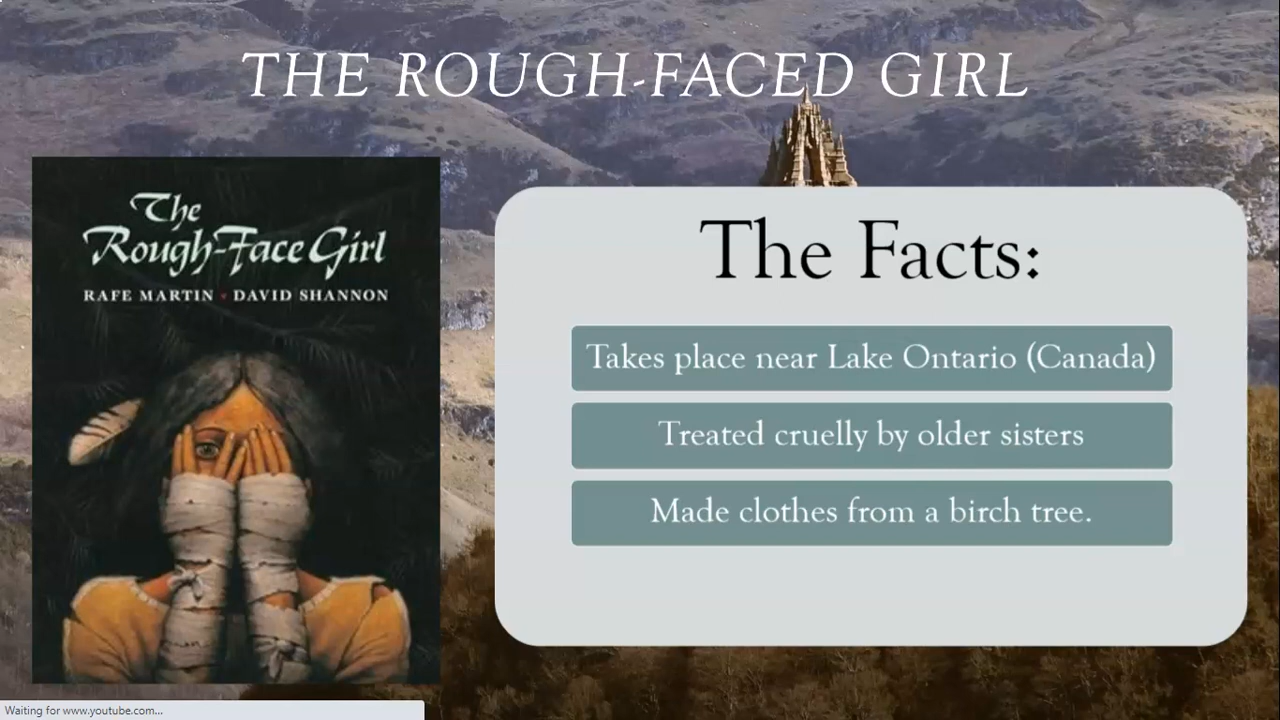 THE ROUGH-FACED GIRL
The
Rough-Face Girl
RAFE MARTIN • DAVID SHANNON
The Facts:
Takes place near Lake Ontario (Canada)
Treated cruelly by older sisters
Made clothes from a birch tree.
Waiting for www.youtube.com...